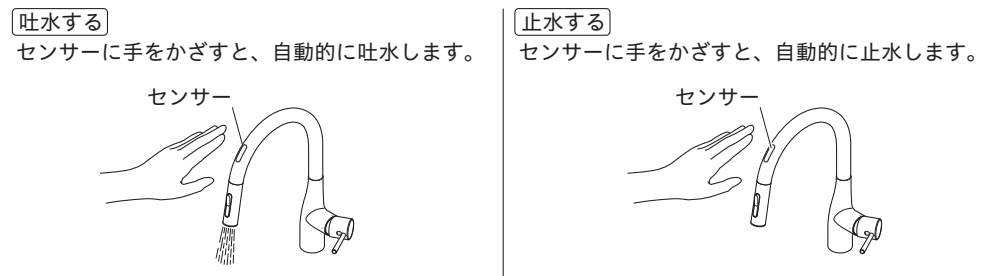 吐水する
センサーに手をかざすと、自動的に吐水します。
センサー
止水する
センサーに手をかざすと、自動的に止水します。
センサー